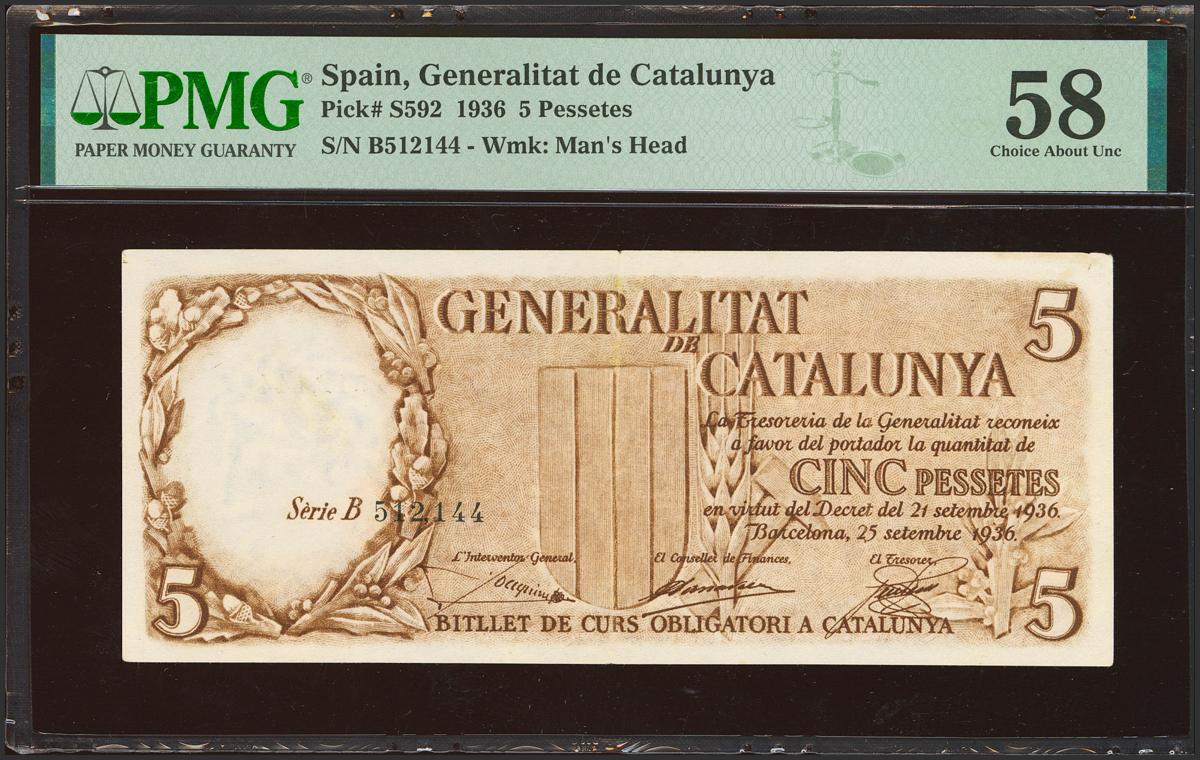 PMG®
PAPER MONEY GUARANTY
Spain, Generalitat de Catalunya
Pick# S592 1936 5 Pessetes
S/N B512144 - Wmk: Man's Head
58
Choice About Unc
GENERALITAT
DE
CATALUNYA
5
La Tresoreria de la Generalitat reconeix
a favor del portador la quantitat de
CINC PESSETES
en virtut del Decret del 21 setembre 1936.
Barcelona, 25 setembre 1936.
Sèrie B 512144
L'Interventor General,
El Conseller de Finances,
El Tresorer,
5
BITLLET DE CURS OBLIGATORI A CATALUNYA
5